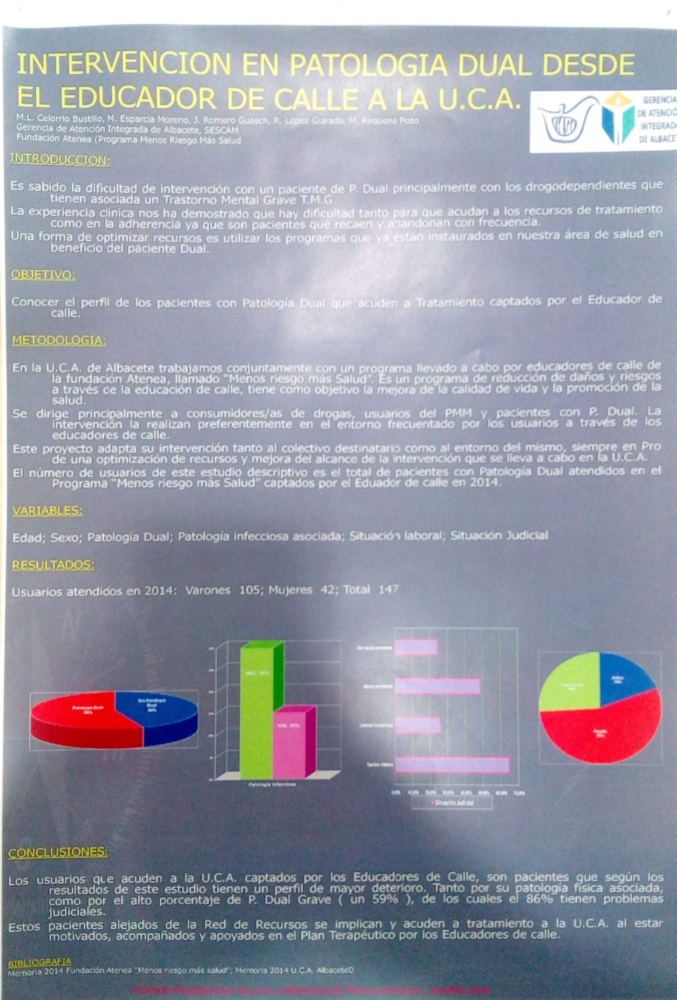 INTERVENCION EN PATOLOGIA DUAL DESDE
EL EDUCADOR DE CALLE A LA U.C.A.
M.L. Celorrio Bustillo, M. Esparcia Moreno, J. Romero Guasch, R. Lopez Guirado, M. Requena Pozo
Gerencia de Atención Integrada de Albacete, SESCAM
Fundación Atenea (Programa Menos Riesgo Más Salud
GERENCIA
DE ATENCIÓ
INTEGRADA
DE ALBACET
INTRODUCCION:
Es sabido la dificultad de intervención con un paciente de P. Dual principalmente con los drogodependientes que
tienen asociada un Trastorno Mental Grave T.M.G
La experiencia clínica nos ha demostrado que hay dificultad tanto para que acudan a los recursos de tratamiento
como en la adherencia ya que son pacientes que recaen y abandonan con frecuencia.
Una forma de optimizar recursos es utilizar los programas que ya están instaurados en nuestra área de salud en
beneficio del paciente Dual.
OBJETIVO:
Conocer el perfil de los pacientes con Patología Dual que acuden a Tratamiento captados por el Educador de
calle.
METODOLOGIA:
En la U.C.A. de Albacete trabajamos conjuntamente con un programa llevado a cabo por educadores de calle de
la fundación Atenea, llamado "Menos riesgo más Salud". Es un programa de reducción de daños y riesgos
a través de la educación de calle, tiene como objetivo la mejora de la calidad de vida y la promoción de la
salud.
Se dirige principalmente a consumidores/as de drogas, usuarios del PMM y pacientes con P. Dual. La
intervención la realizan preferentemente en el entorno frecuentado por los usuarios a través de los
educadores de calle.
Este proyecto adapta su intervención tanto al colectivo destinatario como al entorno del mismo, siempre en Pro
de una optimización de recursos y mejora del alcance de la intervención que se lleva a cabo en la U.C.A.
El número de usuarios de este estudio descriptivo es el total de pacientes con Patología Dual atendidos en el
Programa "Menos riesgo más Salud" captados por el Eduador de calle en 2014.
VARIABLES:
Edad; Sexo; Patología Dual; Patología infecciosa asociada; Situación laboral; Situación Judicial
RESULTADOS:
Usuarios atendidos en 2014: Varones 105; Mujeres 42; Total 147
Patología Dual
Sin Patología
Dual
Patología Infecciosa
Situación Judicial
CONCLUSIONES:
Los usuarios que acuden a la U.C.A. captados por los Educadores de Calle, son pacientes que según los
resultados de este estudio tienen un perfil de mayor deterioro. Tanto por su patología física asociada,
como por el alto porcentaje de P. Dual Grave ( un 59% ), de los cuales el 86% tienen problemas
judiciales.
Estos pacientes alejados de la Red de Recursos se implican y acuden a tratamiento a la U.C.A. al estar
motivados, acompañados y apoyados en el Plan Terapéutico por los Educadores de calle.
BIBLIOGRAFIA
Memoria 2014 Fundación Atenea "Menos riesgo más salud"; Memoria 2014 U.C.A. AlbaceteD